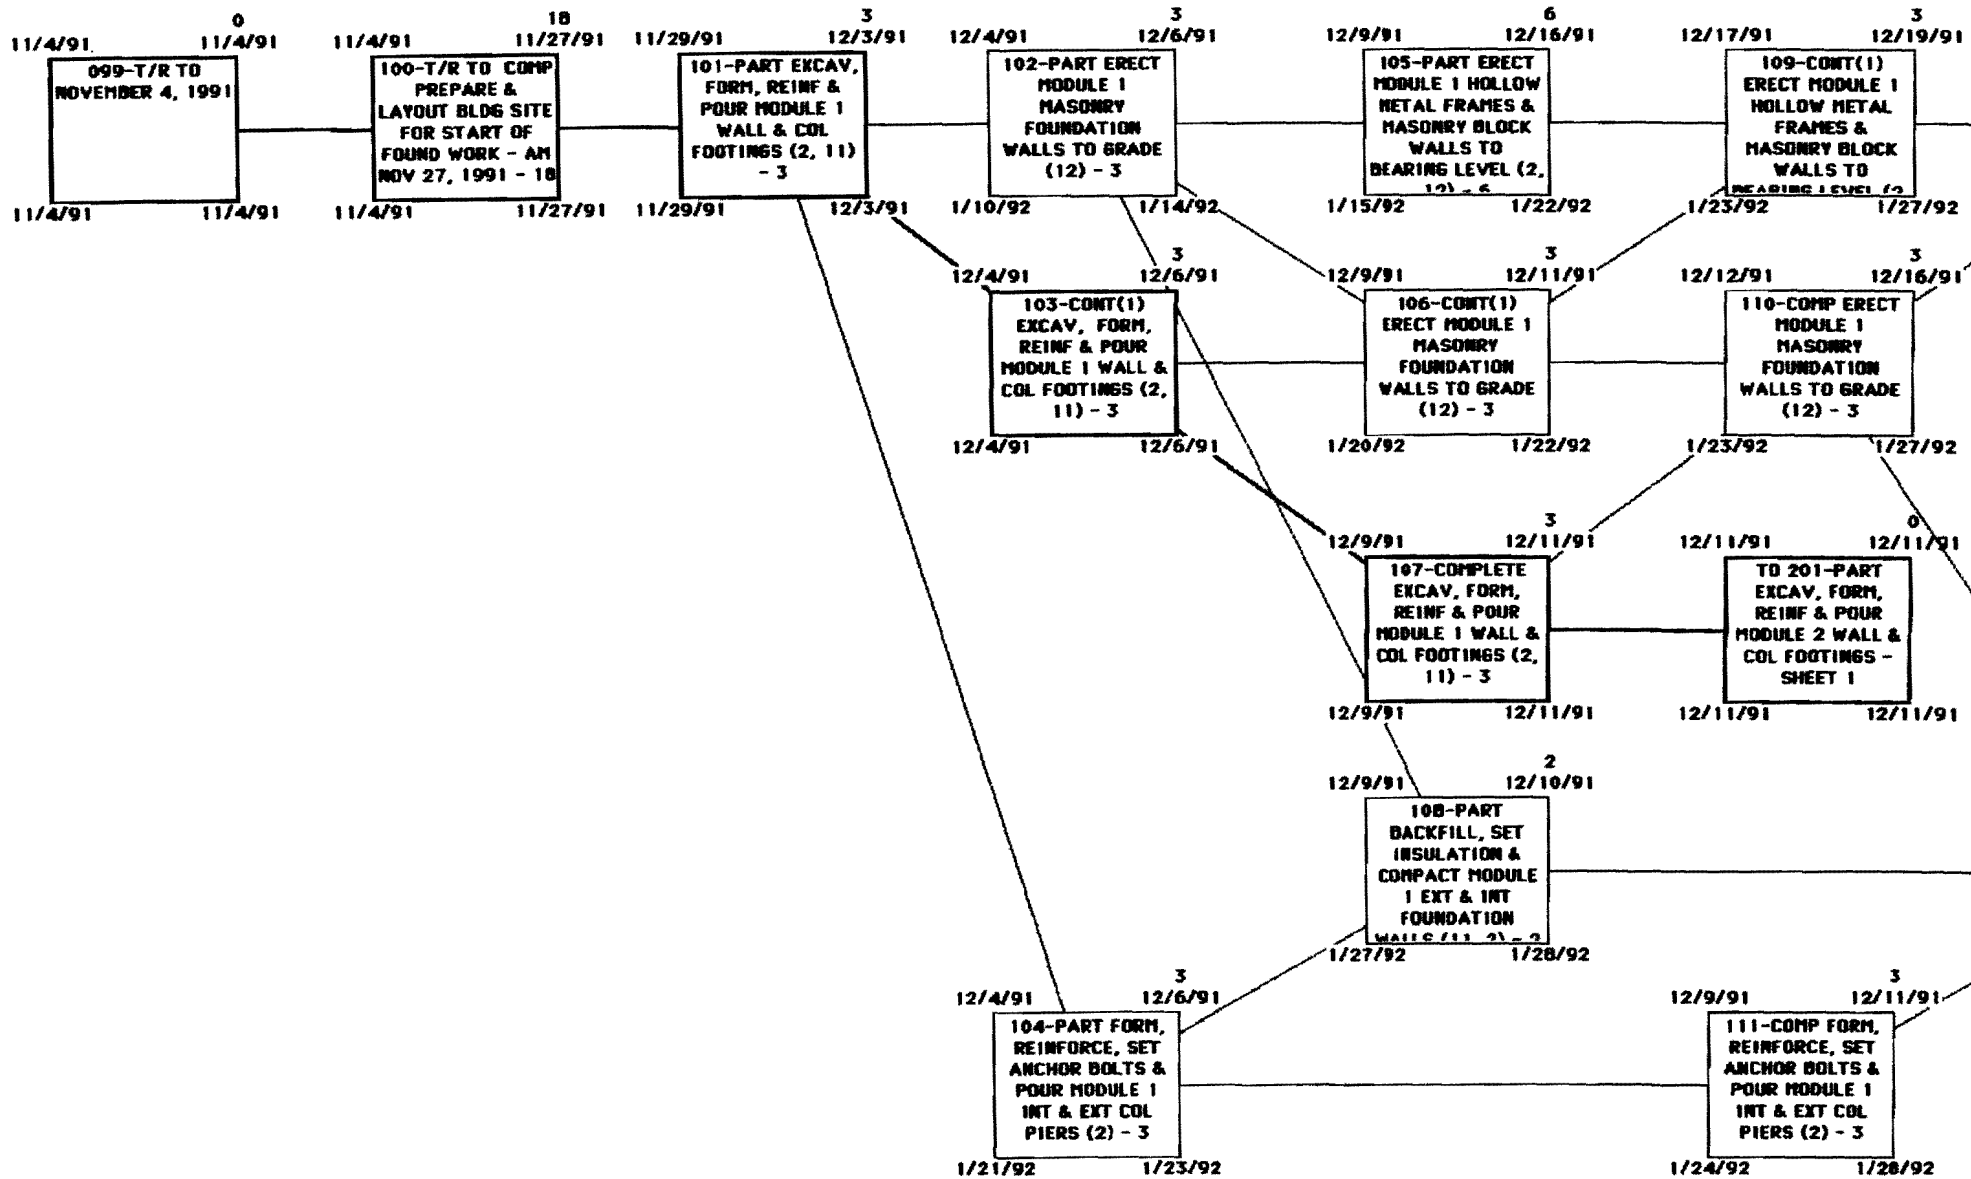 0
11/4/91 11/4/91
099-T/R TO
NOVEMBER 4, 1991
11/4/91 11/4/91
18
11/4/91 11/27/91
100-T/R TO COMP
PREPARE &
LAYOUT BLDG SITE
FOR START OF
FOUND WORK - AM
NOV 27, 1991 - 18
11/4/91 11/27/91
3
11/29/91 12/3/91
101-PART EXCAV,
FORM, REINF &
POUR MODULE 1
WALL & COL
FOOTINGS (2, 11)
- 3
11/29/91 12/3/91
3
12/4/91 12/6/91
102-PART ERECT
MODULE 1
MASONRY
FOUNDATION
WALLS TO GRADE
(12) - 3
1/10/92 1/14/92
6
12/9/91 12/16/91
105-PART ERECT
MODULE 1 HOLLOW
METAL FRAMES &
MASONRY BLOCK
WALLS TO
BEARING LEVEL (2,
12) - 6
1/15/92 1/22/92
3
12/17/91 12/19/91
109-CONT(1)
ERECT MODULE 1
HOLLOW METAL
FRAMES &
MASONRY BLOCK
WALLS TO
BEARING LEVEL (2,
1/23/92 1/27/92
3
12/4/91 12/6/91
103-CONT(1)
EXCAV, FORM,
REINF & POUR
MODULE 1 WALL &
COL FOOTINGS (2,
11) - 3
12/4/91 12/6/91
3
12/9/91 12/11/91
106-CONT(1)
ERECT MODULE 1
MASONRY
FOUNDATION
WALLS TO GRADE
(12) - 3
1/20/92 1/22/92
3
12/12/91 12/16/91
110-COMP ERECT
MODULE 1
MASONRY
FOUNDATION
WALLS TO GRADE
(12) - 3
1/23/92 1/27/92
3
12/9/91 12/11/91
107-COMPLETE
EXCAV, FORM,
REINF & POUR
MODULE 1 WALL &
COL FOOTINGS (2,
11) - 3
12/9/91 12/11/91
0
12/11/91 12/11/91
TO 201-PART
EXCAV, FORM,
REINF & POUR
MODULE 2 WALL &
COL FOOTINGS -
SHEET 1
12/11/91 12/11/91
2
12/9/91 12/10/91
108-PART
BACKFILL, SET
INSULATION &
COMPACT MODULE
1 EXT & INT
FOUNDATION
WALLS (11, 2) - 2
1/27/92 1/28/92
3
12/4/91 12/6/91
104-PART FORM,
REINFORCE, SET
ANCHOR BOLTS &
POUR MODULE 1
INT & EXT COL
PIERS (2) - 3
1/21/92 1/23/92
3
12/9/91 12/11/91
111-COMP FORM,
REINFORCE, SET
ANCHOR BOLTS &
POUR MODULE 1
INT & EXT COL
PIERS (2) - 3
1/24/92 1/28/92